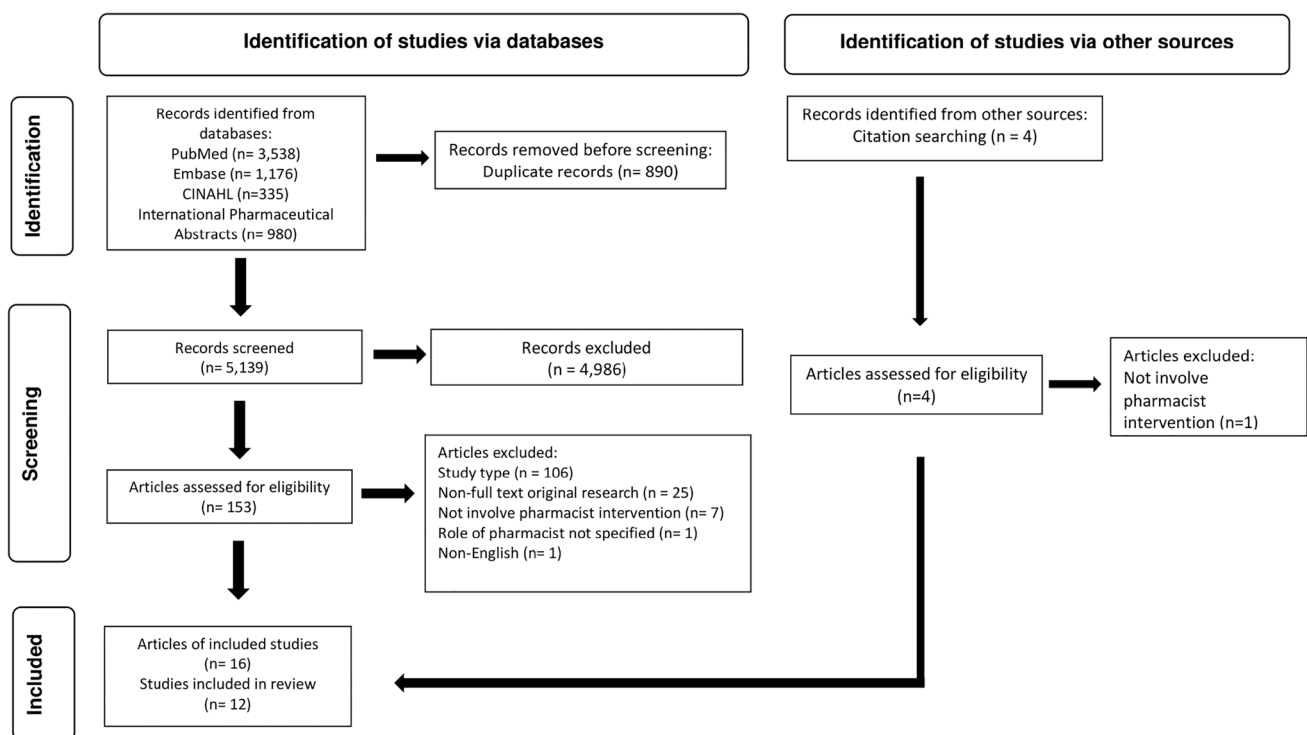 Identification of studies via databases
Identification of studies via other sources
Identification
Records identified from
databases:
PubMed (n= 3,538)
Embase (n= 1,176)
CINAHL (n=335)
International Pharmaceutical
Abstracts (n= 980)
Records removed before screening:
Duplicate records (n= 890)
Records identified from other sources:
Citation searching (n = 4)
Screening
Records screened
(n = 5,139)
Records excluded
(n = 4,986)
Articles assessed for eligibility
(n=4)
Articles excluded:
Not involve
pharmacist
intervention (n=1)
Articles assessed for eligibility
(n= 153)
Articles excluded:
Study type (n = 106)
Non-full text original research (n = 25)
Not involve pharmacist intervention (n= 7)
Role of pharmacist not specified (n= 1)
Non-English (n= 1)
Included
Articles of included studies
(n= 16)
Studies included in review
(n= 12)